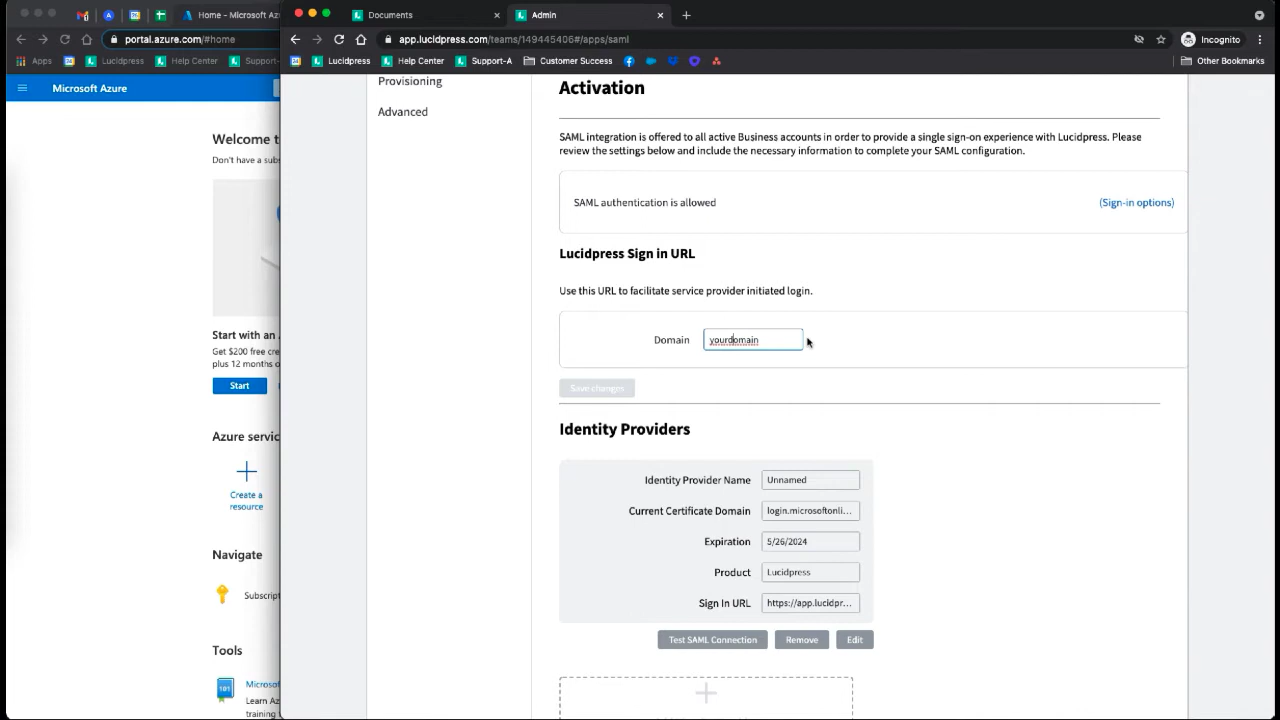 Home - Microsoft Az
portal.azure.com/#home
Apps
Lucidpress
Help Center
Support-
Microsoft Azure
Welcome t
Don't have a subs
Start with an
Get $200 free cre
plus 12 months o
Start
Azure servic
Create a
resource
Navigate
Subscript
Tools
Microsof
Learn Az
training
101
Documents
Admin
app.lucidpress.com/teams/149445406#/apps/saml
Incognito
Lucidpress
Help Center
Support-A
Customer Success
Other Bookmarks
Provisioning
Advanced
Activation
SAML integration is offered to all active Business accounts in order to provide a single sign-on experience with Lucidpress. Please
review the settings below and include the necessary information to complete your SAML configuration.
SAML authentication is allowed
(Sign-in options)
Lucidpress Sign in URL
Use this URL to facilitate service provider initiated login.
Domain
yourdomain
Save changes
Identity Providers
Identity Provider Name
Unnamed
Current Certificate Domain
login.microsoftonli...
Expiration
5/26/2024
Product
Lucidpress
Sign In URL
https://app.lucidpr...
Test SAML Connection
Remove
Edit